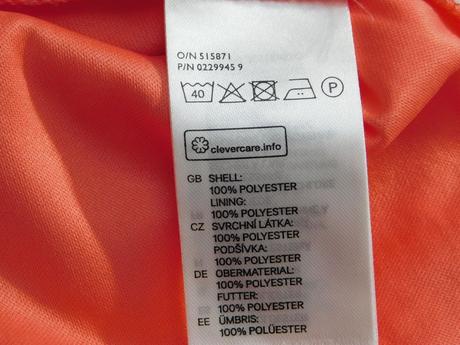 O/N 515871
P/N 0229945 9
40 P
clevercare.info
GB SHELL:
100% POLYESTER
LINING:
100% POLYESTER
CZ SVRCHNÍ LÁTKA:
100% POLYESTER
PODŠÍVKA:
100% POLYESTER
DE OBERMATERIAL:
100% POLYESTER
FUTTER:
100% POLYESTER
EE ÜMBRIS:
100% POLÜESTER